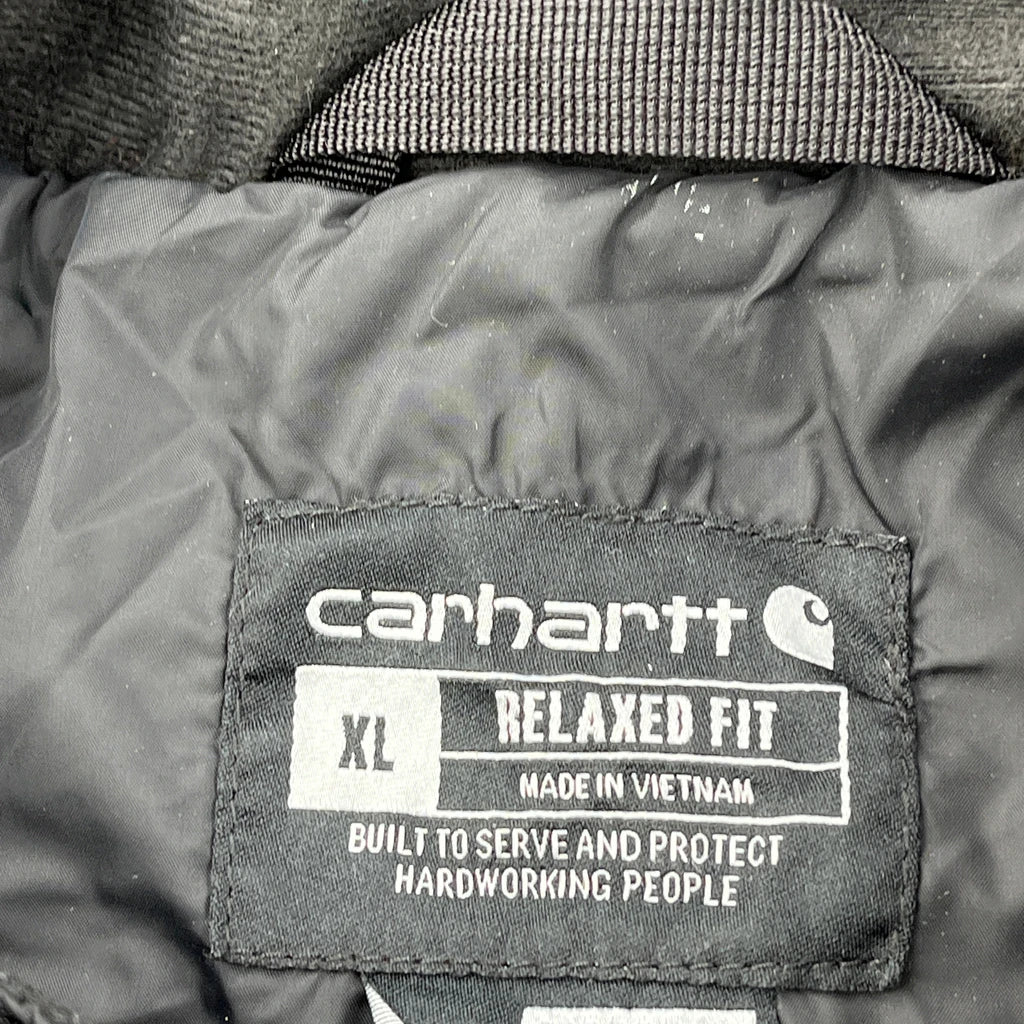 carhartt
XL
RELAXED FIT
MADE IN VIETNAM
BUILT TO SERVE AND PROTECT
HARDWORKING PEOPLE